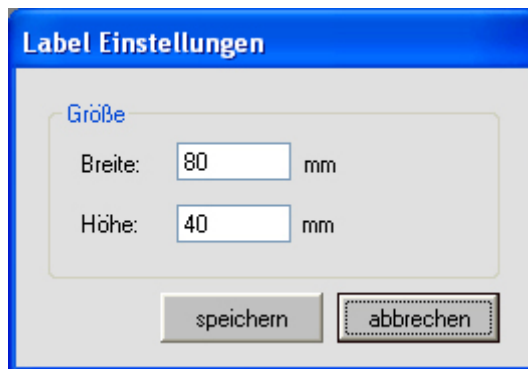 Label Einstellungen
Größe
Breite: 80 mm
Höhe: 40 mm
speichern abbrechen